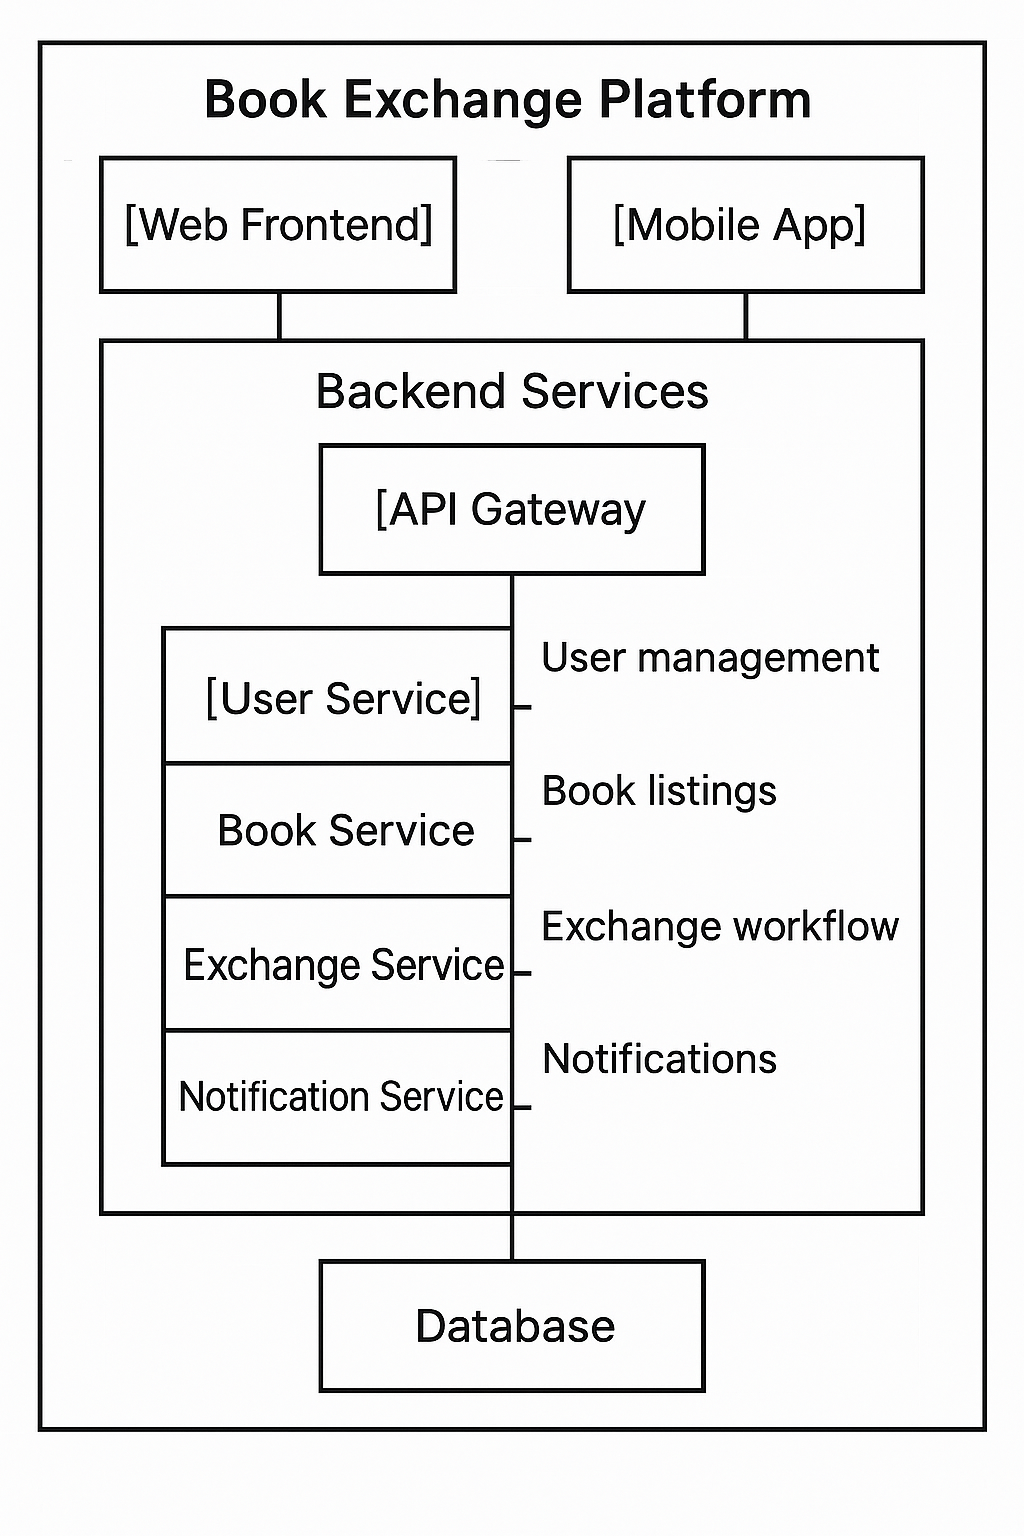 Book Exchange Platform
[Web Frontend]
[Mobile App]
Backend Services
[API Gateway
[User Service]
User management
Book Service
Book listings
Exchange Service
Exchange workflow
Notification Service
Notifications
Database